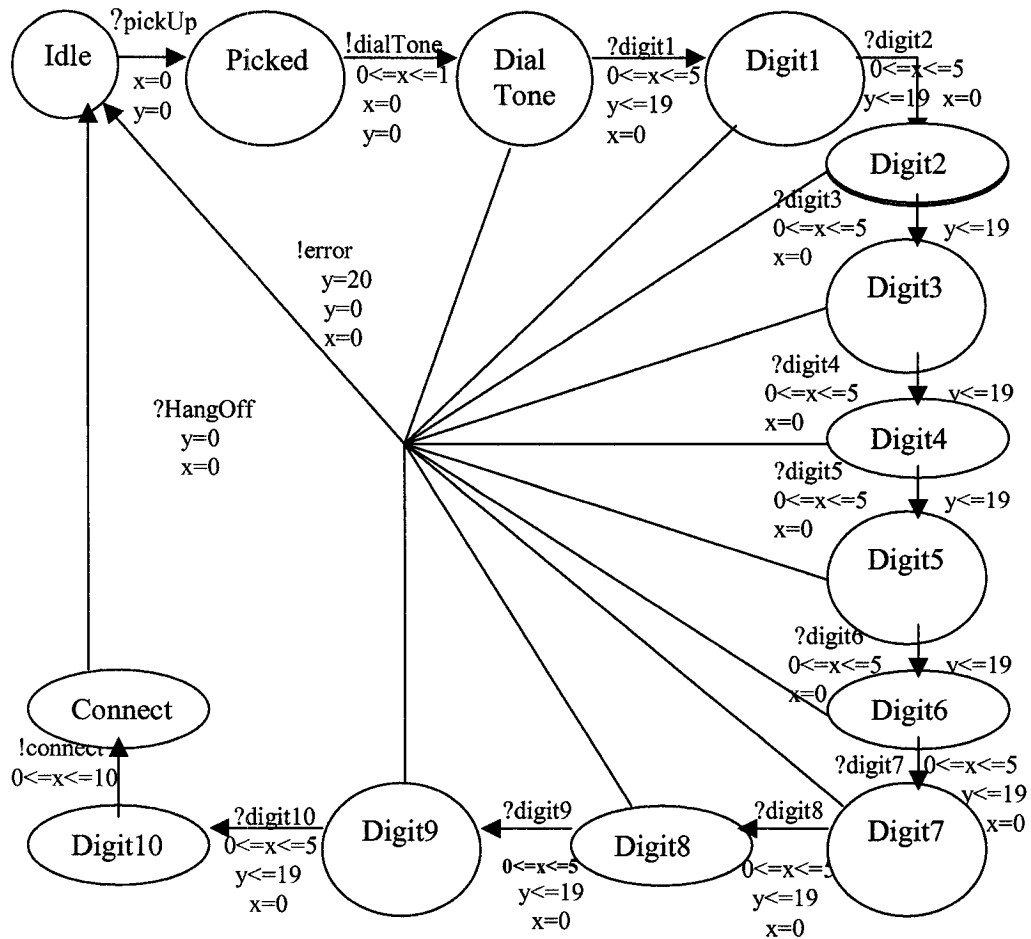 ?pickUp
Idle
x=0
y=0
Picked
!dialTone
0<=x<=1
x=0
y=0
Dial
Tone
?digit1
0<=x<=5
y<=19
x=0
Digit1
?digit2
0<=x<=5
y<=19 x=0
Digit2
?digit3
0<=x<=5
x=0
y<=19
Digit3
!error
y=20
y=0
x=0
?digit4
0<=x<=5
x=0
y<=19
Digit4
?HangOff
y=0
x=0
?digit5
0<=x<=5
x=0
y<=19
Digit5
?digit6
0<=x<=5
x=0
y<=19
Digit6
Connect
!connect
0<=x<=10
?digit7 0<=x<=5
y<=19
x=0
Digit7
?digit8
0<=x<=5
y<=19
x=0
Digit8
?digit9
0<=x<=5
y<=19
x=0
Digit9
?digit10
0<=x<=5
y<=19
x=0
Digit10